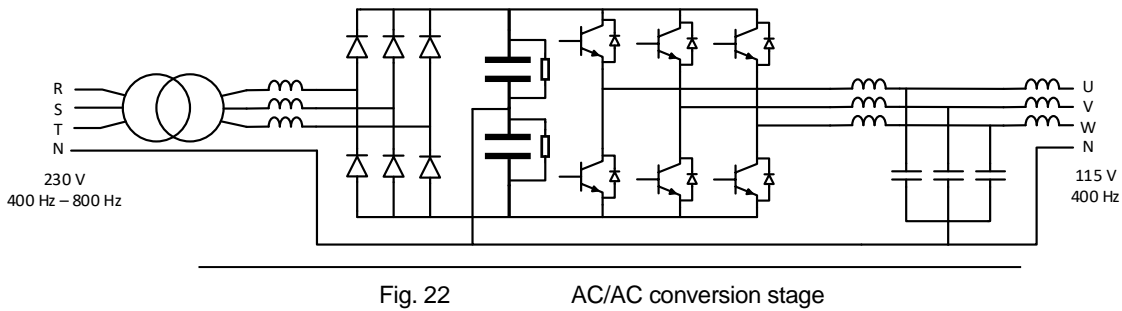 R
S
T
N
230 V
400 Hz – 800 Hz
U
V
W
N
115 V
400 Hz
Fig. 22 AC/AC conversion stage